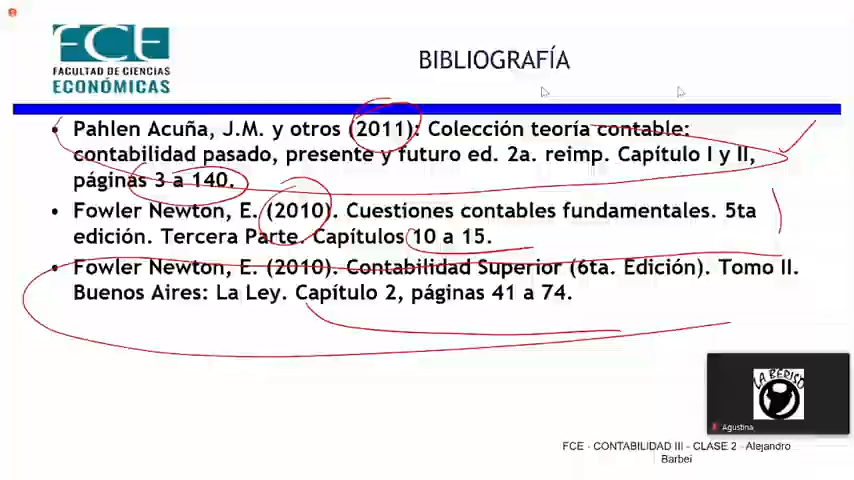 FCE
FACULTAD DE CIENCIAS
ECONÓMICAS
BIBLIOGRAFÍA
• Pahlen Acuña, J.M. y otros (2011): Colección teoría contable:
contabilidad pasado, presente y futuro ed. 2a. reimp. Capítulo I y II,
páginas 3 a 140.
• Fowler Newton, E. (2010). Cuestiones contables fundamentales. 5ta
edición. Tercera Parte. Capítulos 10 a 15.
• Fowler Newton, E. (2010). Contabilidad Superior (6ta. Edición). Tomo II.
Buenos Aires: La Ley. Capítulo 2, páginas 41 a 74.
LA BERISO
Agustina
FCE - CONTABILIDAD III - CLASE 2 - Alejandro
Barbei